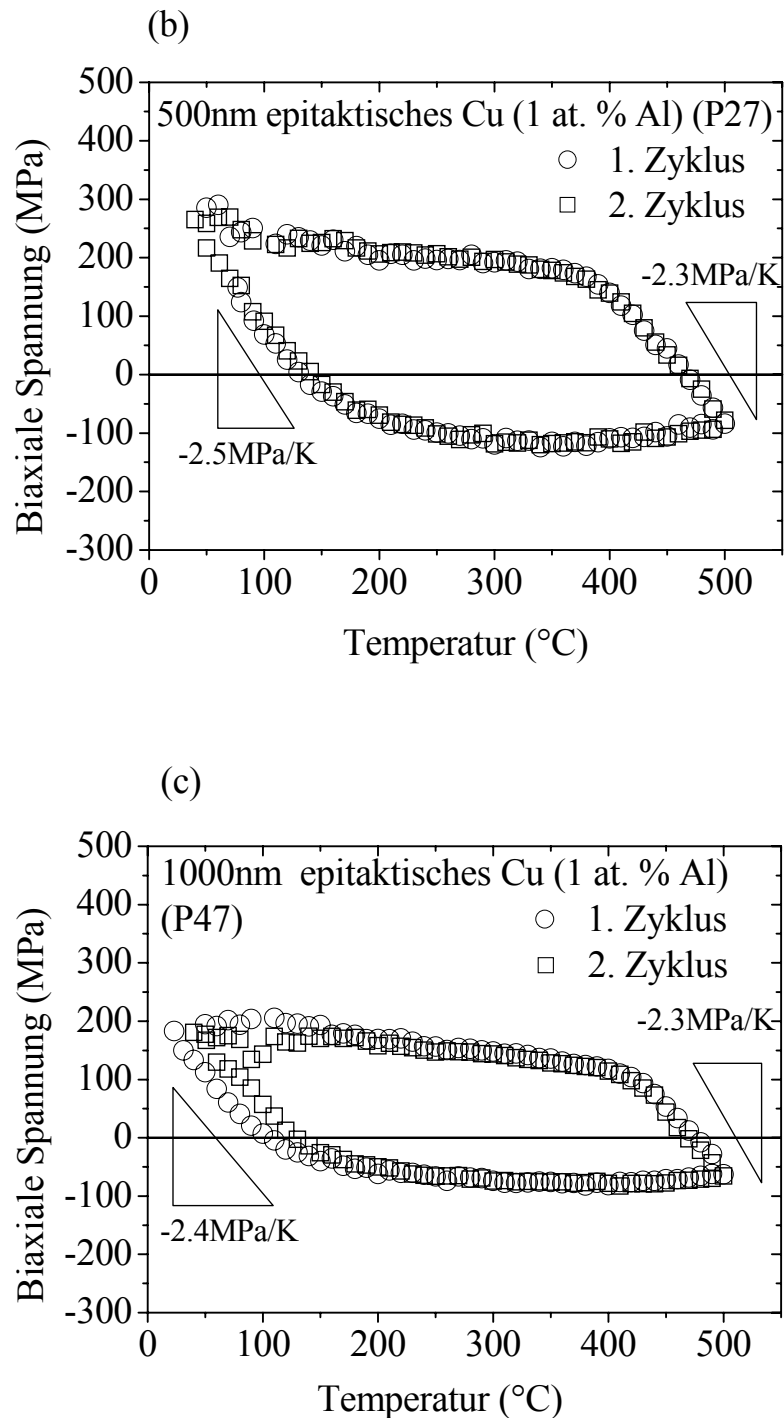 (b)
500
500nm epitaktisches Cu (1 at. % Al) (P27)
400
1. Zyklus
300
2. Zyklus
200
-2.3MPa/K
100
0
-100
-2.5MPa/K
-200
-300
0 100 200 300 400 500
Biaxiale Spannung (MPa)
Temperatur (°C)
(c)
500
1000nm epitaktisches Cu (1 at. % Al)
400
(P47)
1. Zyklus
300
2. Zyklus
200
-2.3MPa/K
100
0
-100
-2.4MPa/K
-200
-300
0 100 200 300 400 500
Biaxiale Spannung (MPa)
Temperatur (°C)